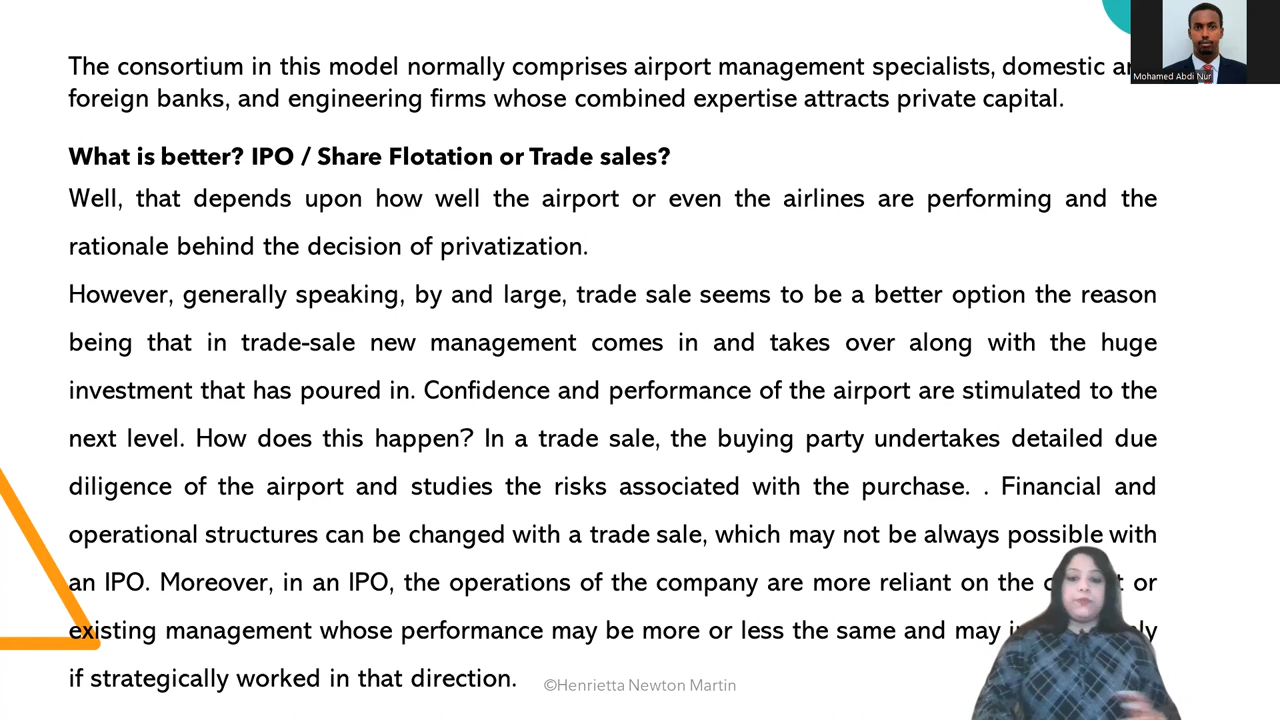 The consortium in this model normally comprises airport management specialists, domestic
foreign banks, and engineering firms whose combined expertise attracts private capital.
What is better? IPO / Share Flotation or Trade sales?
Well, that depends upon how well the airport or even the airlines are performing and the
rationale behind the decision of privatization.
However, generally speaking, by and large, trade sale seems to be a better option the reason
being that in trade-sale new management comes in and takes over along with the huge
investment that has poured in. Confidence and performance of the airport are stimulated to the
next level. How does this happen? In a trade sale, the buying party undertakes detailed due
diligence of the airport and studies the risks associated with the purchase. . Financial and
operational structures can be changed with a trade sale, which may not be always possible with
an IPO. Moreover, in an IPO, the operations of the company are more reliant on the or
existing management whose performance may be more or less the same and may
if strategically worked in that direction.
©Henrietta Newton Martin
Mohamed Abdi Nur